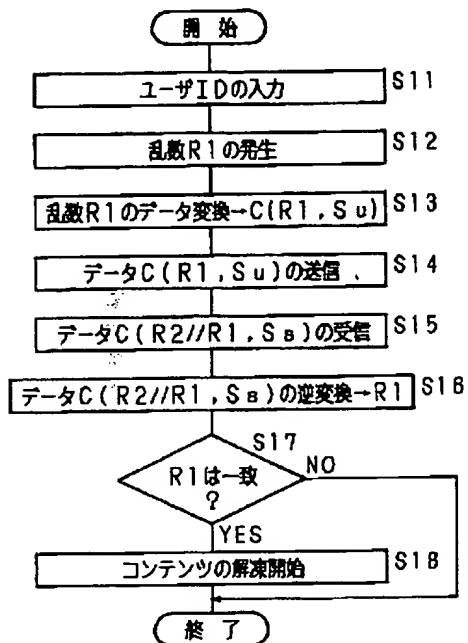 開 始
ユーザIDの入力 S11
乱数R1の発生 S12
乱数R1のデータ変換→C(R1,Su) S13
データC(R1,Su)の送信 S14
データC(R2//R1,Ss)の受信 S15
データC(R2//R1,Ss)の逆変換→R1 S16
S17
R1は一致 NO
?
YES
コンテンツの解凍開始 S18
終 了